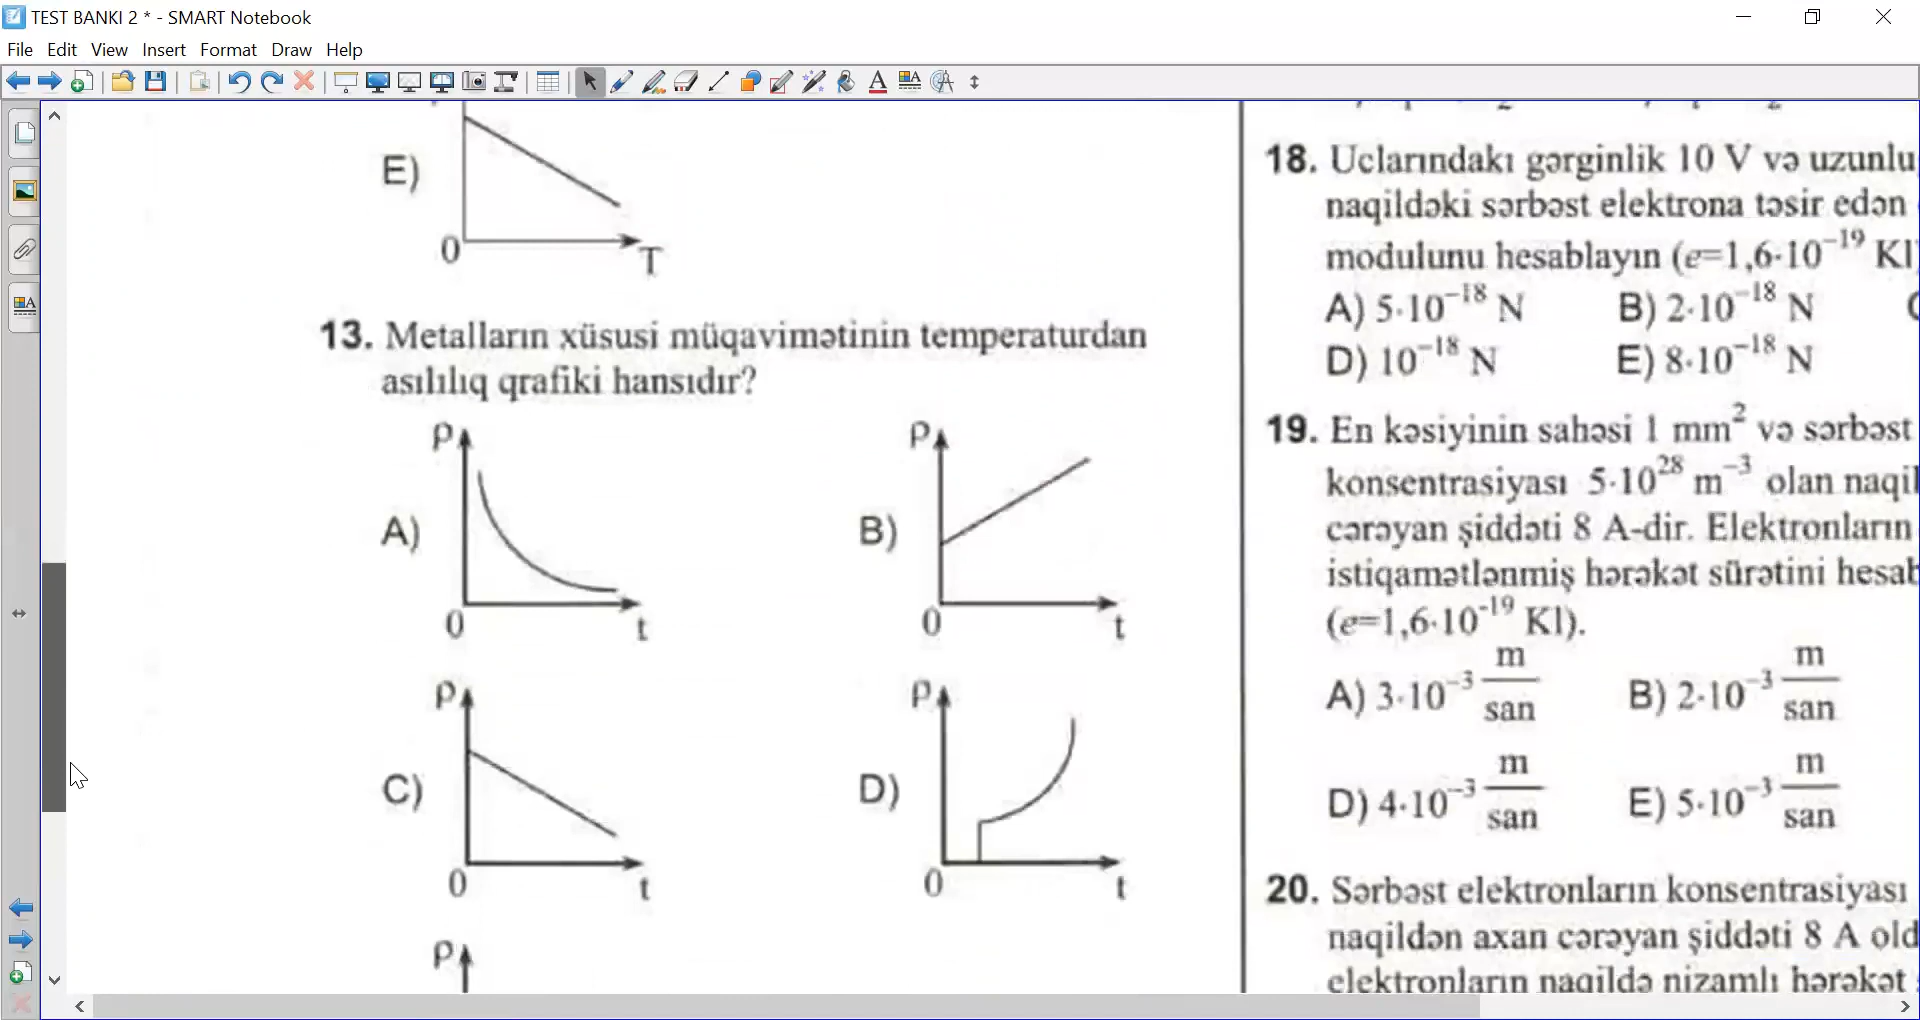 TEST BANKI 2 * - SMART Notebook
File Edit View Insert Format Draw Help
E)
0
T
13. Metalların xüsusi müqavimətinin temperaturdan
asılılıq qrafiki hansıdır?
A)
ρ
0
t
B)
ρ
0
t
C)
ρ
0
t
D)
ρ
0
t
ρ
18. Uclarındakı gərginlik 10 V və uzunlu
naqildəki sərbəst elektrona təsir edən
modulunu hesablayın (e=1,6·10⁻¹⁹ Kl)
A) 5·10⁻¹⁸ N B) 2·10⁻¹⁸ N
D) 10⁻¹⁸ N E) 8·10⁻¹⁸ N
19. En kəsiyinin sahəsi 1 mm² və sərbəst
konsentrasiyası 5·10²⁸ m⁻³ olan naqil
cərəyan şiddəti 8 A-dir. Elektronların
istiqamətlənmiş hərəkət sürətini hesab
(e=1,6·10⁻¹⁹ Kl).
A) 3·10⁻³ m/san B) 2·10⁻³ m/san
D) 4·10⁻³ m/san E) 5·10⁻³ m/san
20. Sərbəst elektronların konsentrasiyası
naqildən axan cərəyan şiddəti 8 A old
elektronların naqildə nizamlı hərəkət